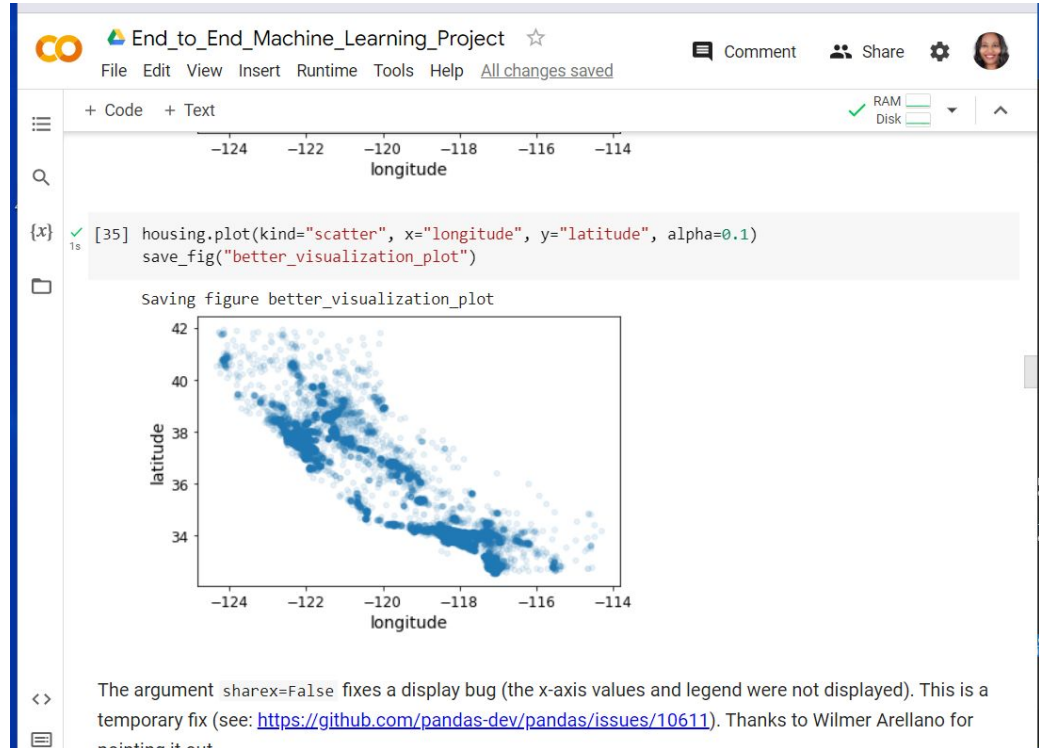 End_to_End_Machine_Learning_Project
Comment
Share
File Edit View Insert Runtime Tools Help All changes saved
+ Code + Text
RAM
Disk
−124 −122 −120 −118 −116 −114
longitude
{x}
1s
[35] housing.plot(kind="scatter", x="longitude", y="latitude", alpha=0.1)
save_fig("better_visualization_plot")
Saving figure better_visualization_plot
42
40
38
36
34
latitude
−124 −122 −120 −118 −116 −114
longitude
The argument sharex=False fixes a display bug (the x-axis values and legend were not displayed). This is a
temporary fix (see: https://github.com/pandas-dev/pandas/issues/10611). Thanks to Wilmer Arellano for
pointing it out.